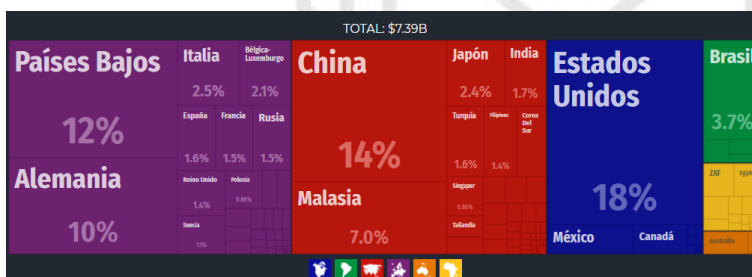 TOTAL: $7.39B
Países Bajos
12%
Alemania
10%
Italia
2.5%
Bélgica-
Luxemburgo
2.1%
España
1.6%
Francia
1.5%
Rusia
1.5%
Reino Unido
1.4%
Polonia
0.86%
Suecia
1.1%
China
14%
Malasia
7.0%
Japón
2.4%
India
1.7%
Turquía
1.6%
Filipinas
1.4%
Corea
Del
Sur
Singapur
0.88%
Tailandia
Estados
Unidos
18%
México
Canadá
Brasil
3.7%
ZAF
Australia